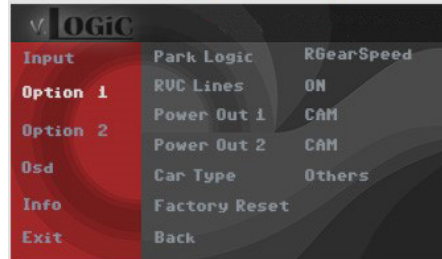 v.LOGiC
Input
Option 1
Option 2
Osd
Info
Exit
Park Logic RGearSpeed
RVC Lines ON
Power Out 1 CAM
Power Out 2 CAM
Car Type Others
Factory Reset
Back